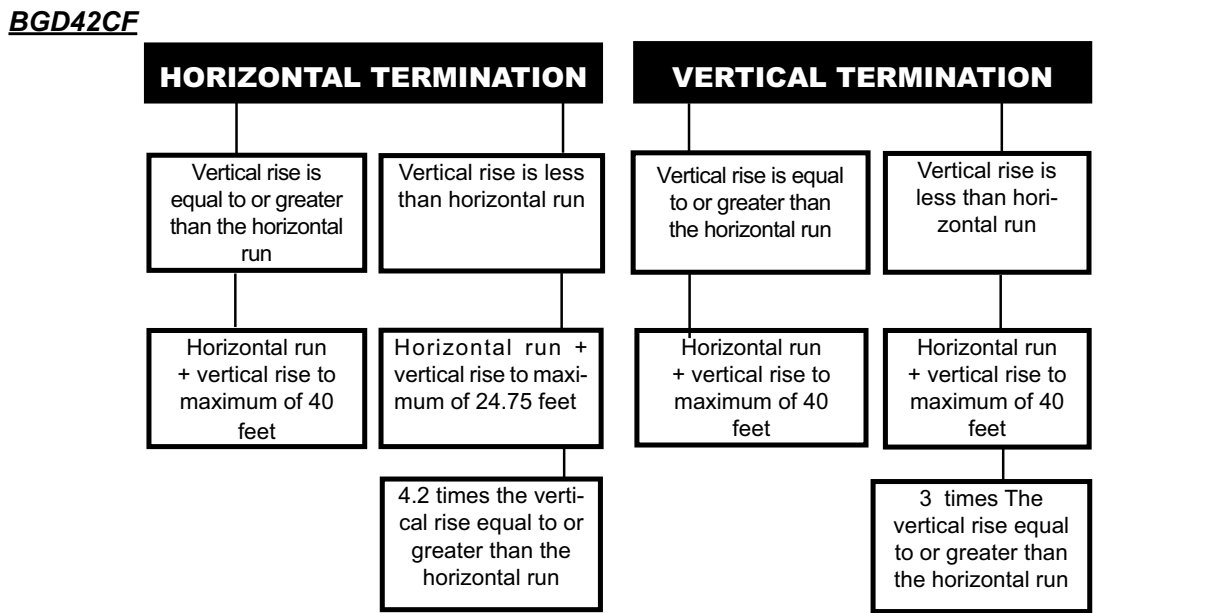 BGD42CF
HORIZONTAL TERMINATION
Vertical rise is
equal to or greater
than the horizontal
run
Vertical rise is less
than horizontal run
Horizontal run
+ vertical rise to
maximum of 40
feet
Horizontal run +
vertical rise to maxi-
mum of 24.75 feet
4.2 times the verti-
cal rise equal to or
greater than the
horizontal run
VERTICAL TERMINATION
Vertical rise is equal
to or greater than
the horizontal run
Vertical rise is
less than hori-
zontal run
Horizontal run
+ vertical rise to
maximum of 40
feet
Horizontal run
+ vertical rise to
maximum of 40
feet
3 times The
vertical rise equal
to or greater than
the horizontal run